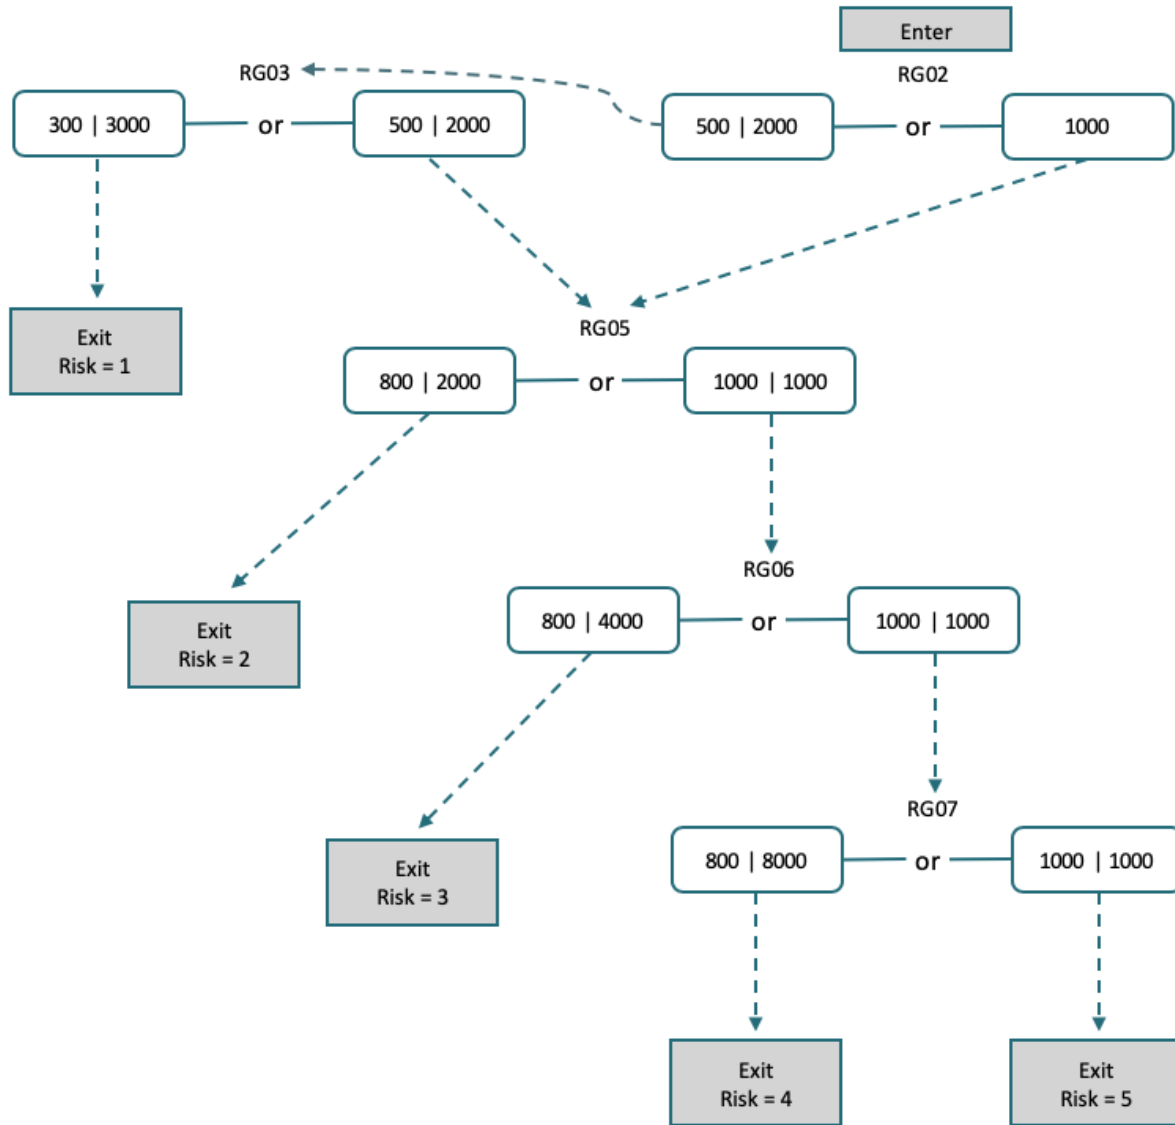 Enter
RG03
RG02
300 | 3000 or 500 | 2000
500 | 2000 or 1000
Exit
Risk = 1
RG05
800 | 2000 or 1000 | 1000
Exit
Risk = 2
RG06
800 | 4000 or 1000 | 1000
Exit
Risk = 3
RG07
800 | 8000 or 1000 | 1000
Exit
Risk = 4
Exit
Risk = 5